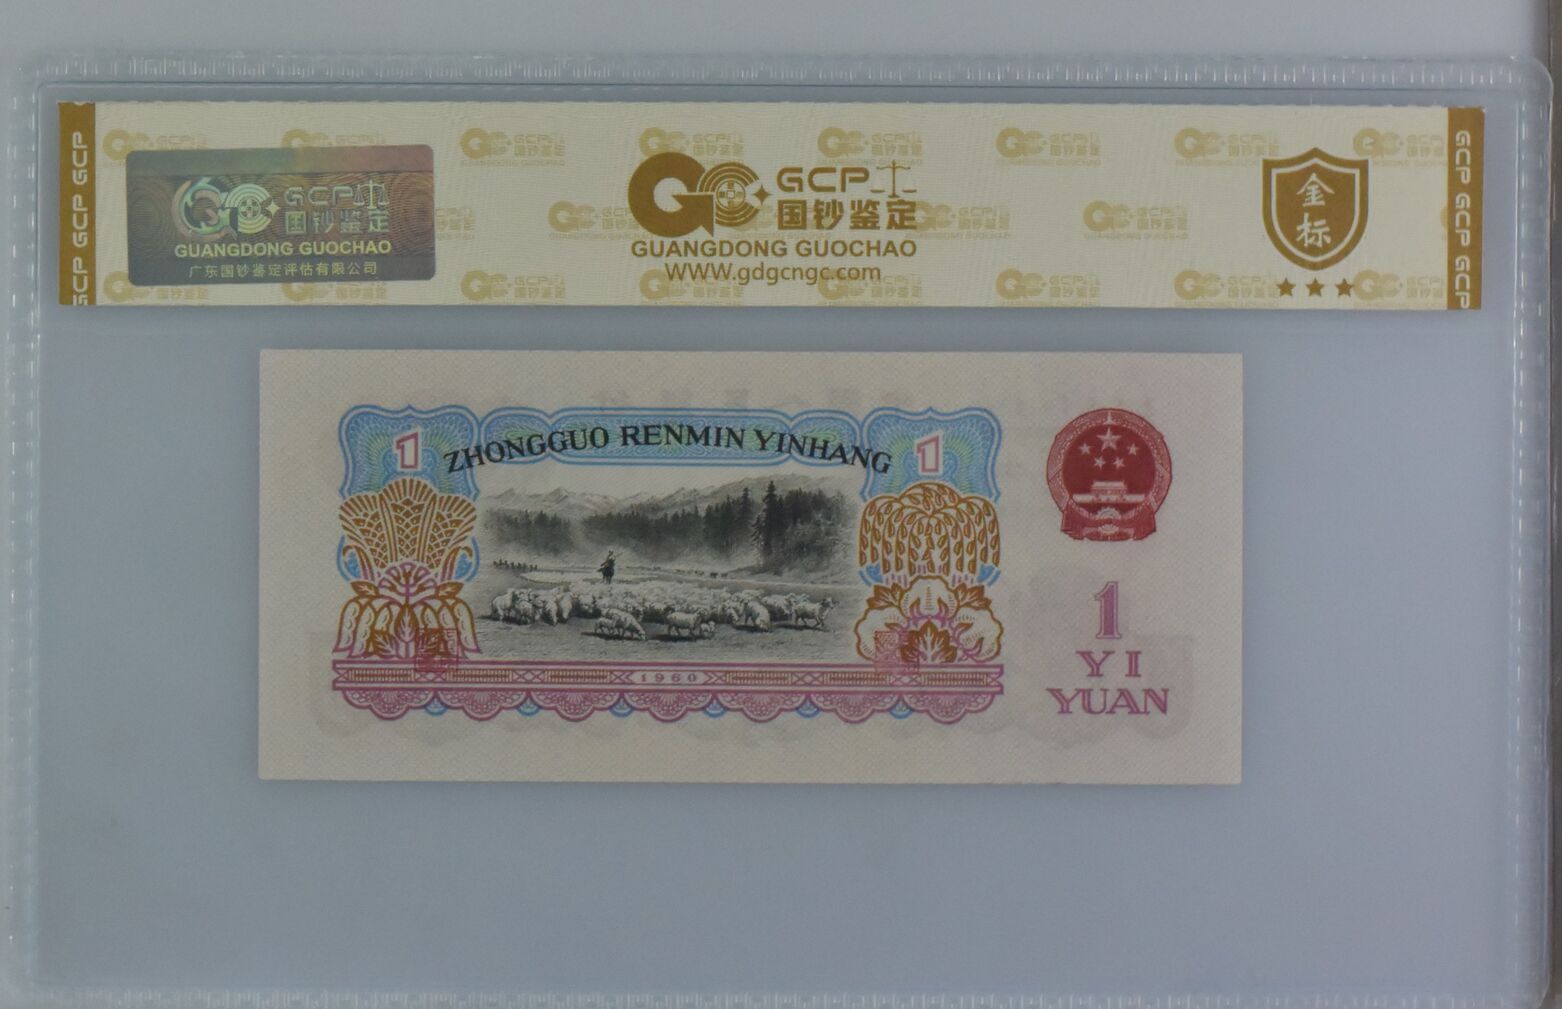 GCP GCP GCP
GCP
国钞鉴定
GUANGDONG GUOCHAO
广东国钞鉴定评估有限公司
GCP
国钞鉴定
GUANGDONG GUOCHAO
WWW.gdgcngc.com
金标
GCP GCP GCP
1 ZHONGGUO RENMIN YINHANG 1
1960
1
YI
YUAN